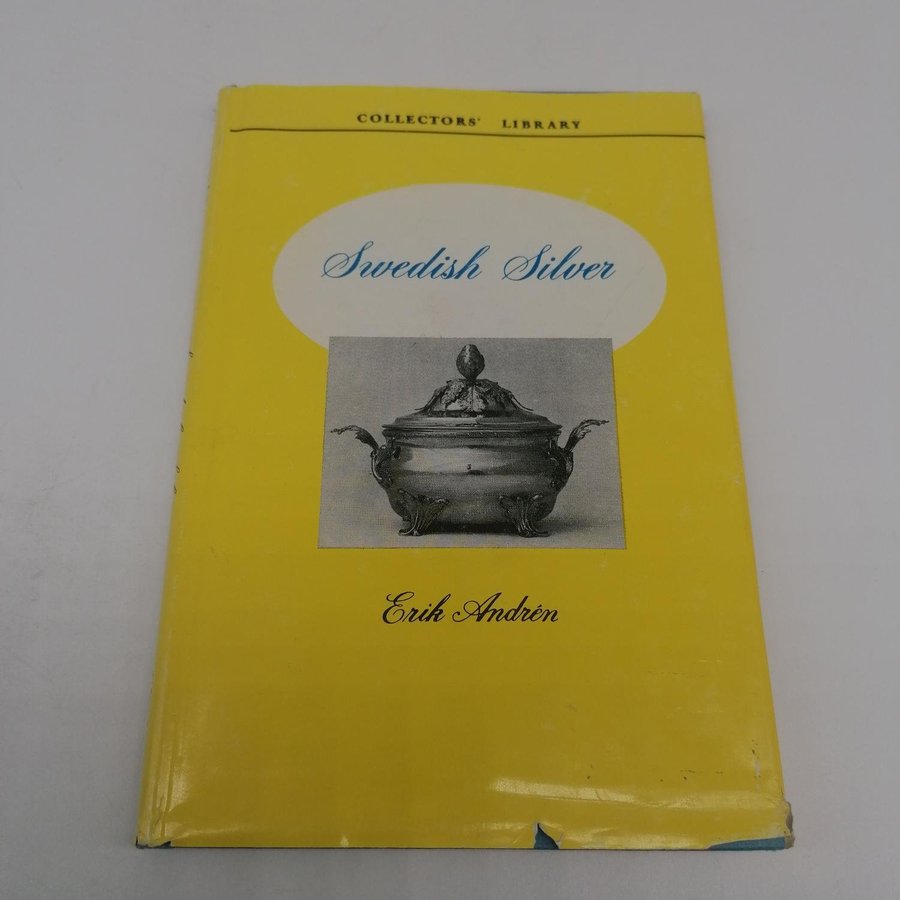 COLLECTORS' LIBRARY
Swedish Silver
Erik Andrén